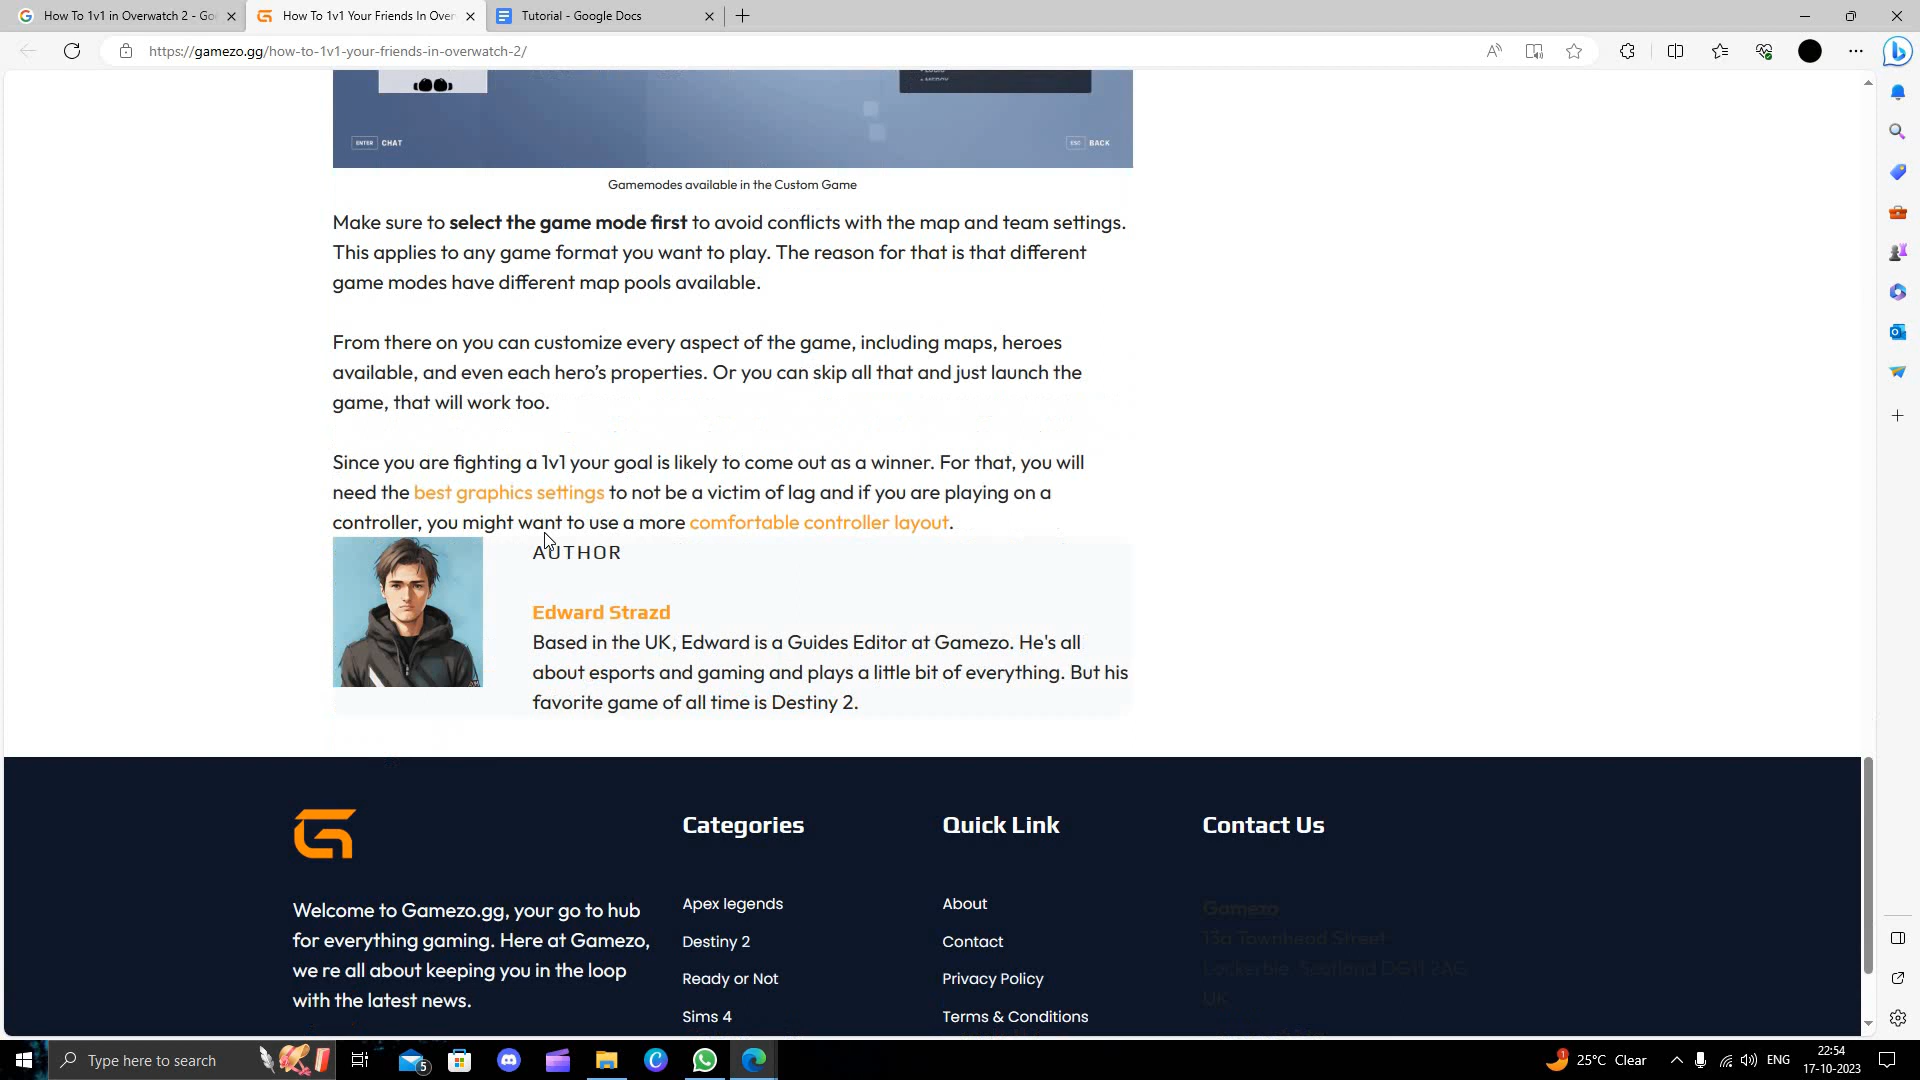 How To 1v1 in Overwatch 2 - Go
How To 1v1 Your Friends In Over
Tutorial - Google Docs
https://gamezo.gg/how-to-1v1-your-friends-in-overwatch-2/
ENTER CHAT
ESC BACK
Gamemodes available in the Custom Game
Make sure to select the game mode first to avoid conflicts with the map and team settings.
This applies to any game format you want to play. The reason for that is that different
game modes have different map pools available.
From there on you can customize every aspect of the game, including maps, heroes
available, and even each hero's properties. Or you can skip all that and just launch the
game, that will work too.
Since you are fighting a 1v1 your goal is likely to come out as a winner. For that, you will
need the best graphics settings to not be a victim of lag and if you are playing on a
controller, you might want to use a more comfortable controller layout.
AUTHOR
Edward Strazd
Based in the UK, Edward is a Guides Editor at Gamezo. He's all
about esports and gaming and plays a little bit of everything. But his
favorite game of all time is Destiny 2.
Categories
Quick Link
Contact Us
Welcome to Gamezo.gg, your go to hub
for everything gaming. Here at Gamezo,
we re all about keeping you in the loop
with the latest news.
Apex legends
Destiny 2
Ready or Not
Sims 4
About
Contact
Privacy Policy
Terms & Conditions
Gamezo
13a Townhead Street
Lockerbie, Scotland DG11 2AG
UK
Type here to search
5
1
25°C Clear
ENG
22:54
17-10-2023